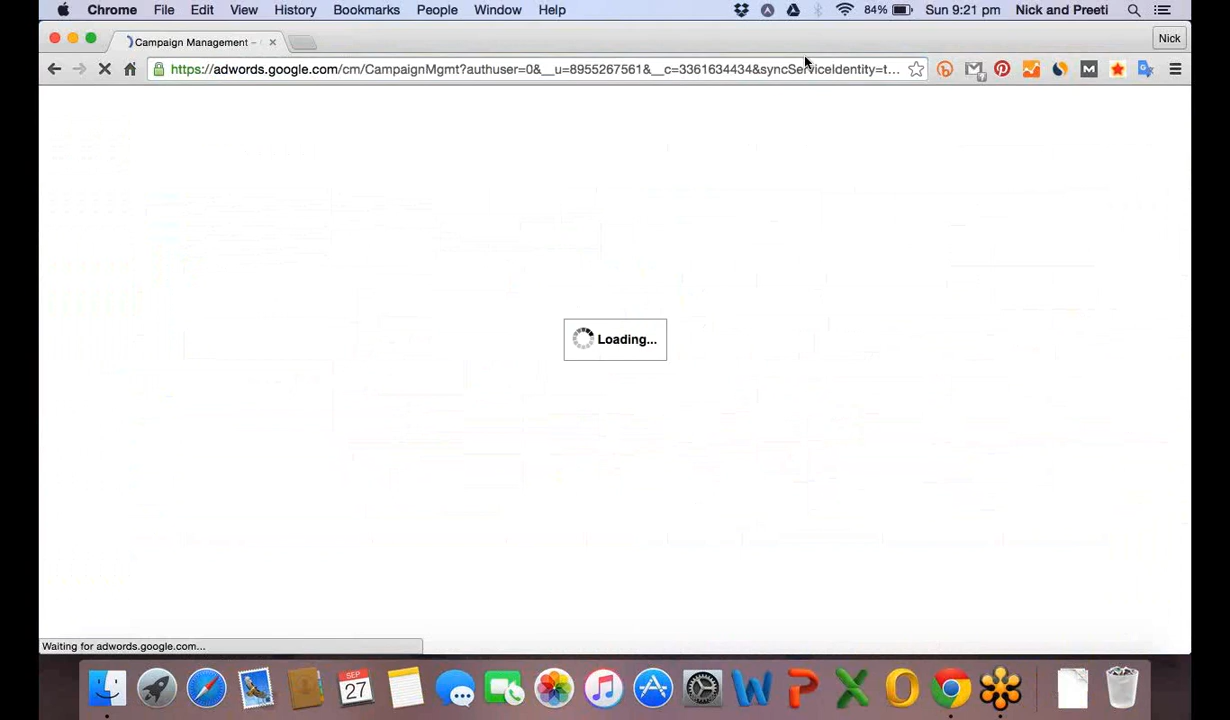 Chrome File Edit View History Bookmarks People Window Help 84% Sun 9:21 pm Nick and Preeti
Campaign Management - Nick
https://adwords.google.com/cm/CampaignMgmt?authuser=0&__u=8955267561&__c=3361634434&syncServiceIdentity=t...
Loading...
Waiting for adwords.google.com...
SEP
27